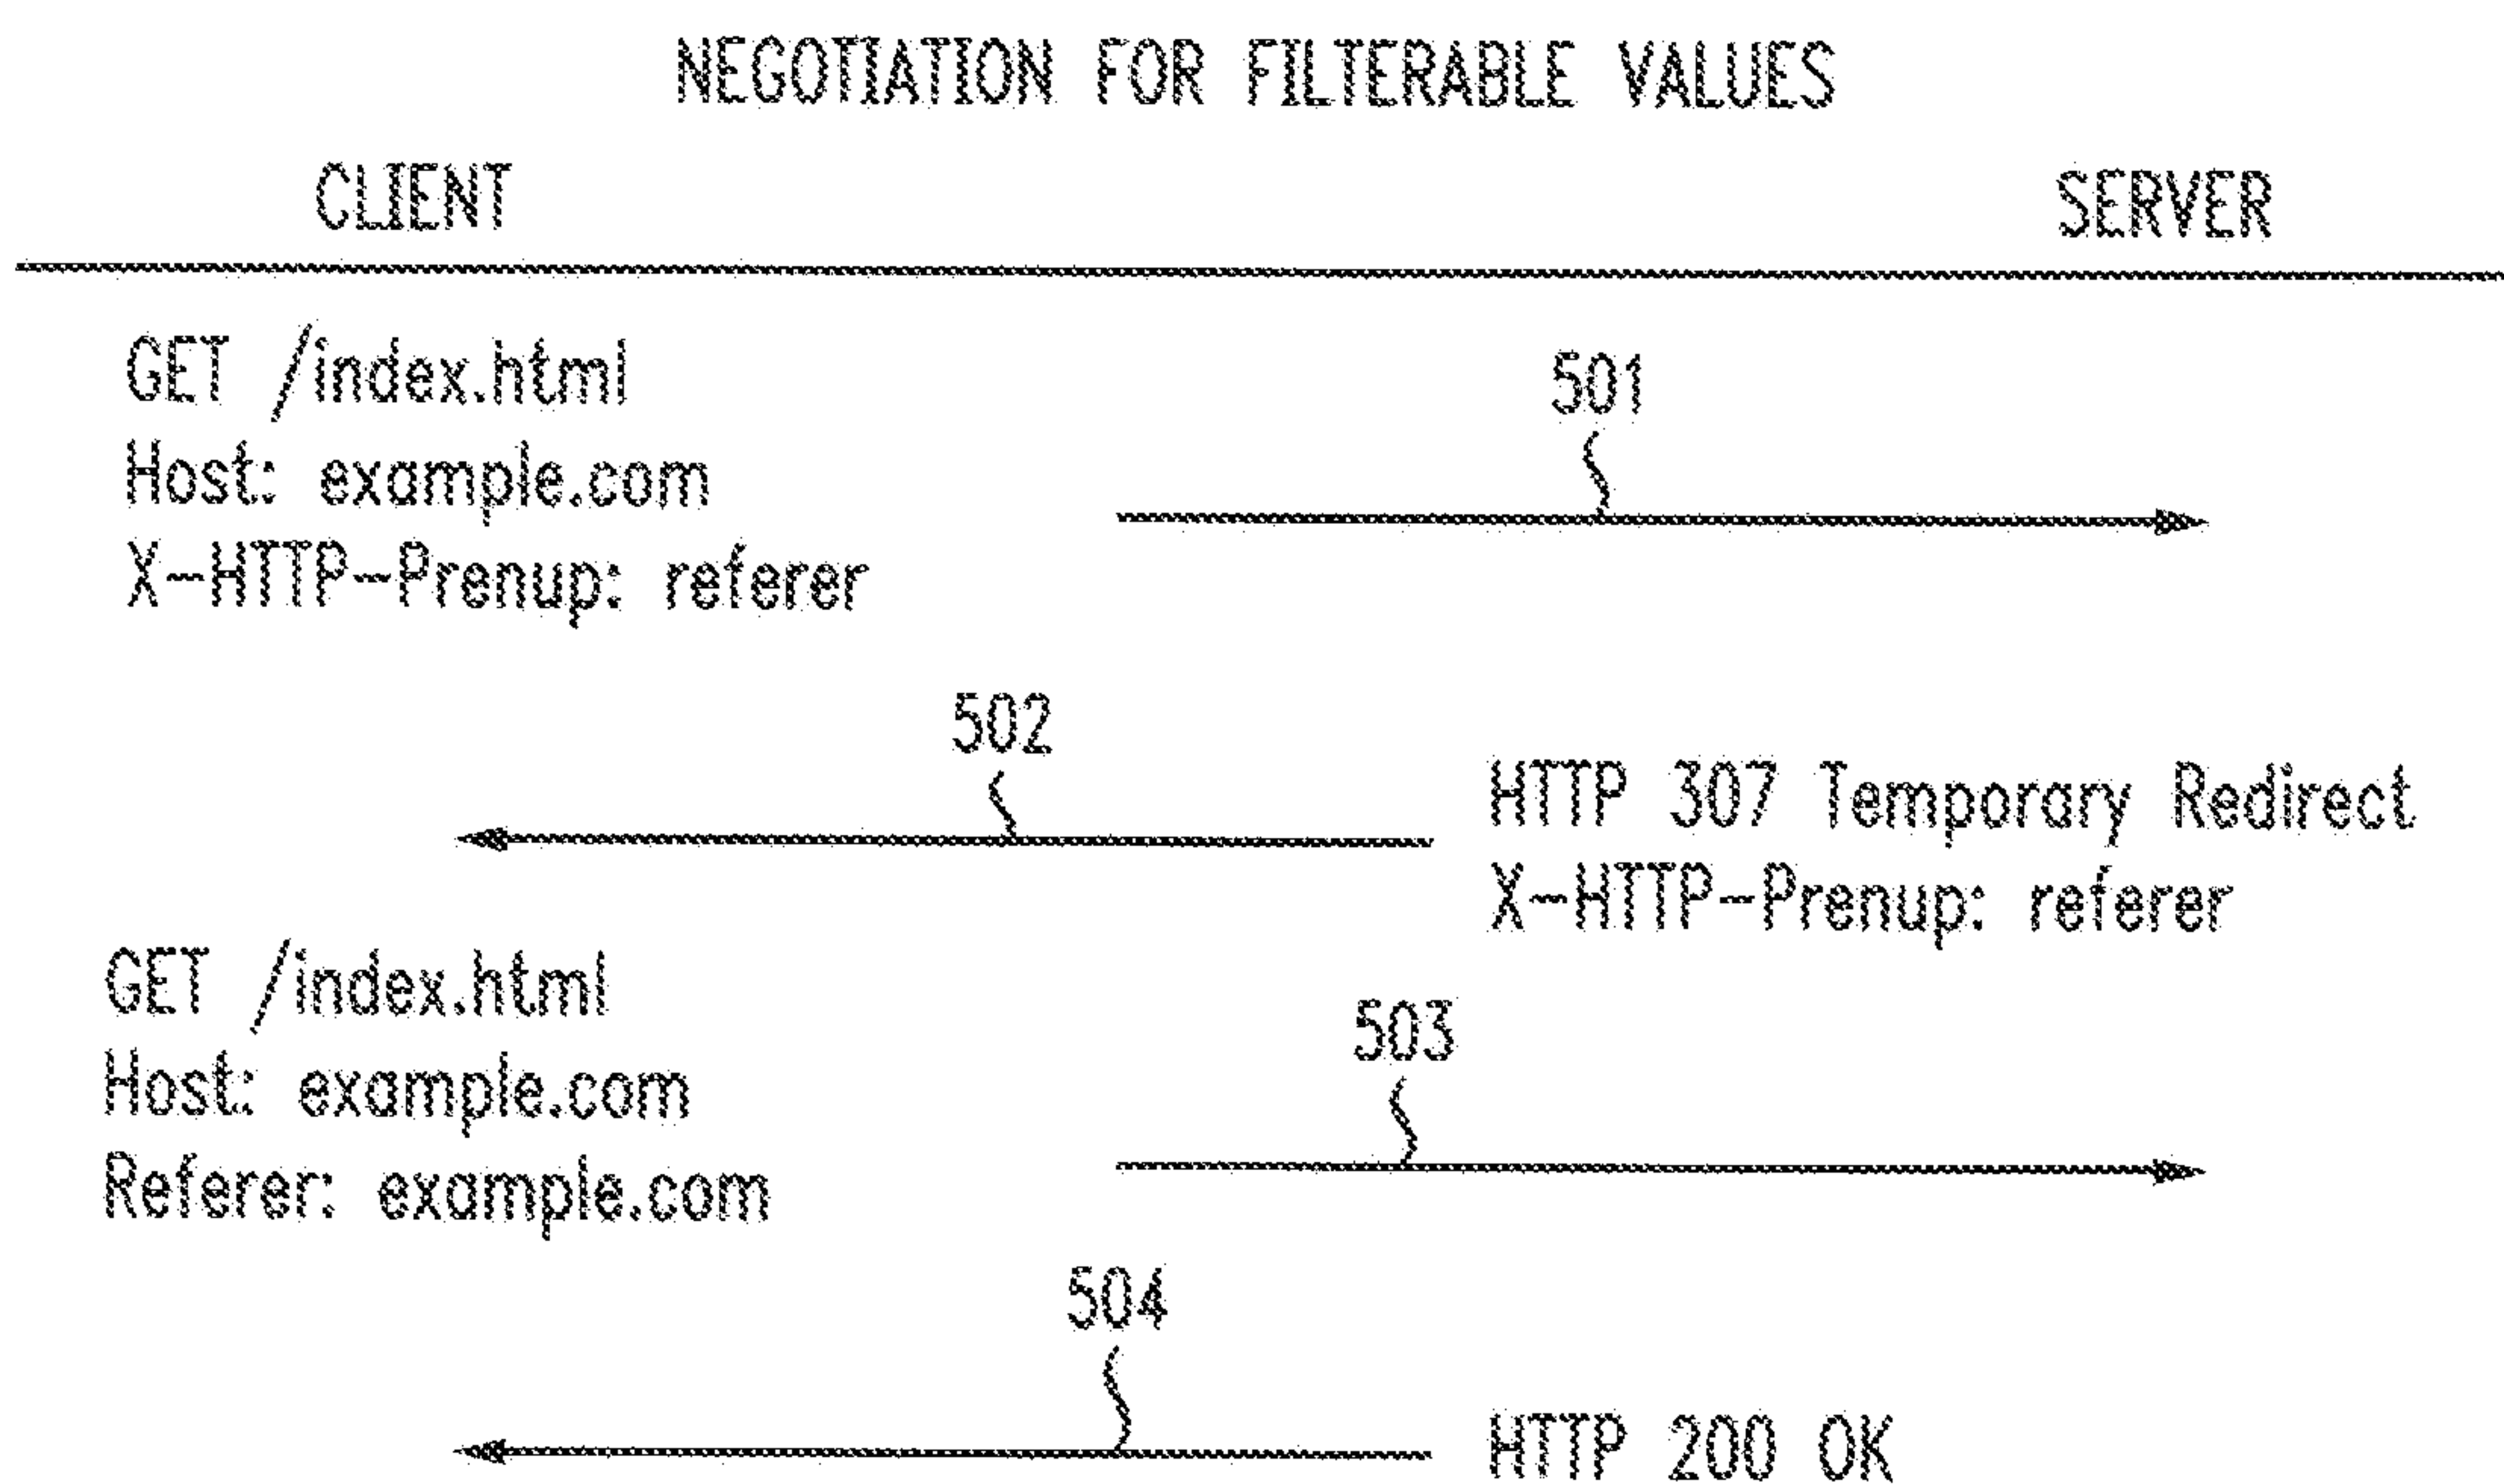 NEGOTIATION FOR FILTERABLE VALUES
CLIENT
SERVER
GET /index.html
Host: example.com
X-HTTP-Prenup: referer
501
502
HTTP 307 Temporary Redirect
X-HTTP-Prenup: referer
GET /index.html
Host: example.com
Referer: example.com
503
504
HTTP 200 OK